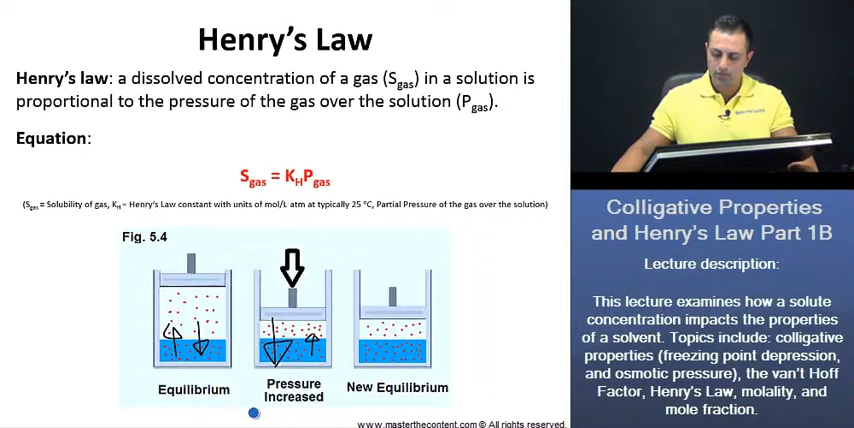 Henry's Law
Henry's law: a dissolved concentration of a gas (Sgas) in a solution is
proportional to the pressure of the gas over the solution (Pgas).
Equation:
Sgas = KHPgas
(Sgas = Solubility of gas, KH = Henry's Law constant with units of mol/L atm at typically 25 °C, Partial Pressure of the gas over the solution)
Fig. 5.4
Equilibrium
Pressure
Increased
New Equilibrium
www.masterthecontent.com © All rights reserved.
Colligative Properties
and Henry's Law Part 1B
Lecture description:
This lecture examines how a solute
concentration impacts the properties
of a solvent. Topics include: colligative
properties (freezing point depression,
and osmotic pressure), the van't Hoff
Factor, Henry's Law, molality, and
mole fraction.